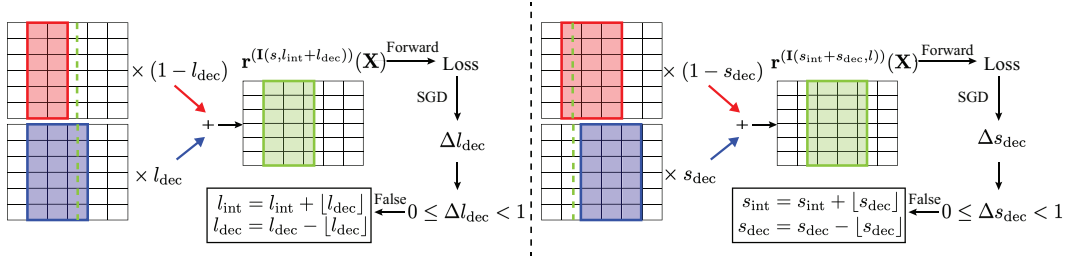 × (1 − l_dec)
× l_dec
+
r^(I(s,l_int+l_dec))(X)
Forward
Loss
SGD
Δl_dec
0 ≤ Δl_dec < 1
False
l_int = l_int + ⌊l_dec⌋
l_dec = l_dec − ⌊l_dec⌋
× (1 − s_dec)
× s_dec
+
r^(I(s_int+s_dec,l))(X)
Forward
Loss
SGD
Δs_dec
0 ≤ Δs_dec < 1
False
s_int = s_int + ⌊s_dec⌋
s_dec = s_dec − ⌊s_dec⌋